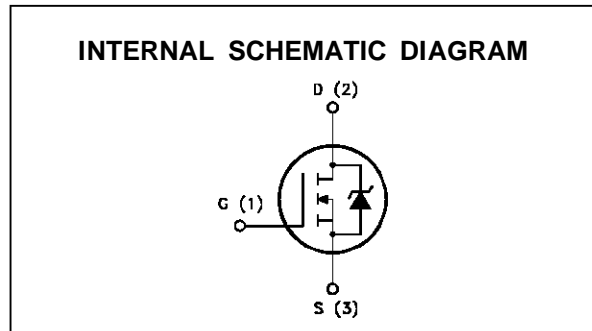 INTERNAL SCHEMATIC DIAGRAM
D (2)
G (1)
S (3)